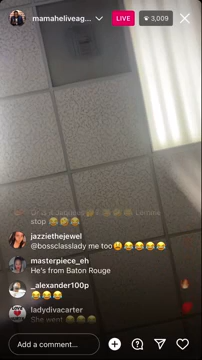 mamaheliveag...
LIVE
3,009
stop 😂😂😂
jazziethejewel
@bossclasslady me too😩😂😂😂😂
masterpiece_eh
He's from Baton Rouge
_alexander100p
😂😂😂
ladydivacarter
She went 😂😂😂
Add a comment...